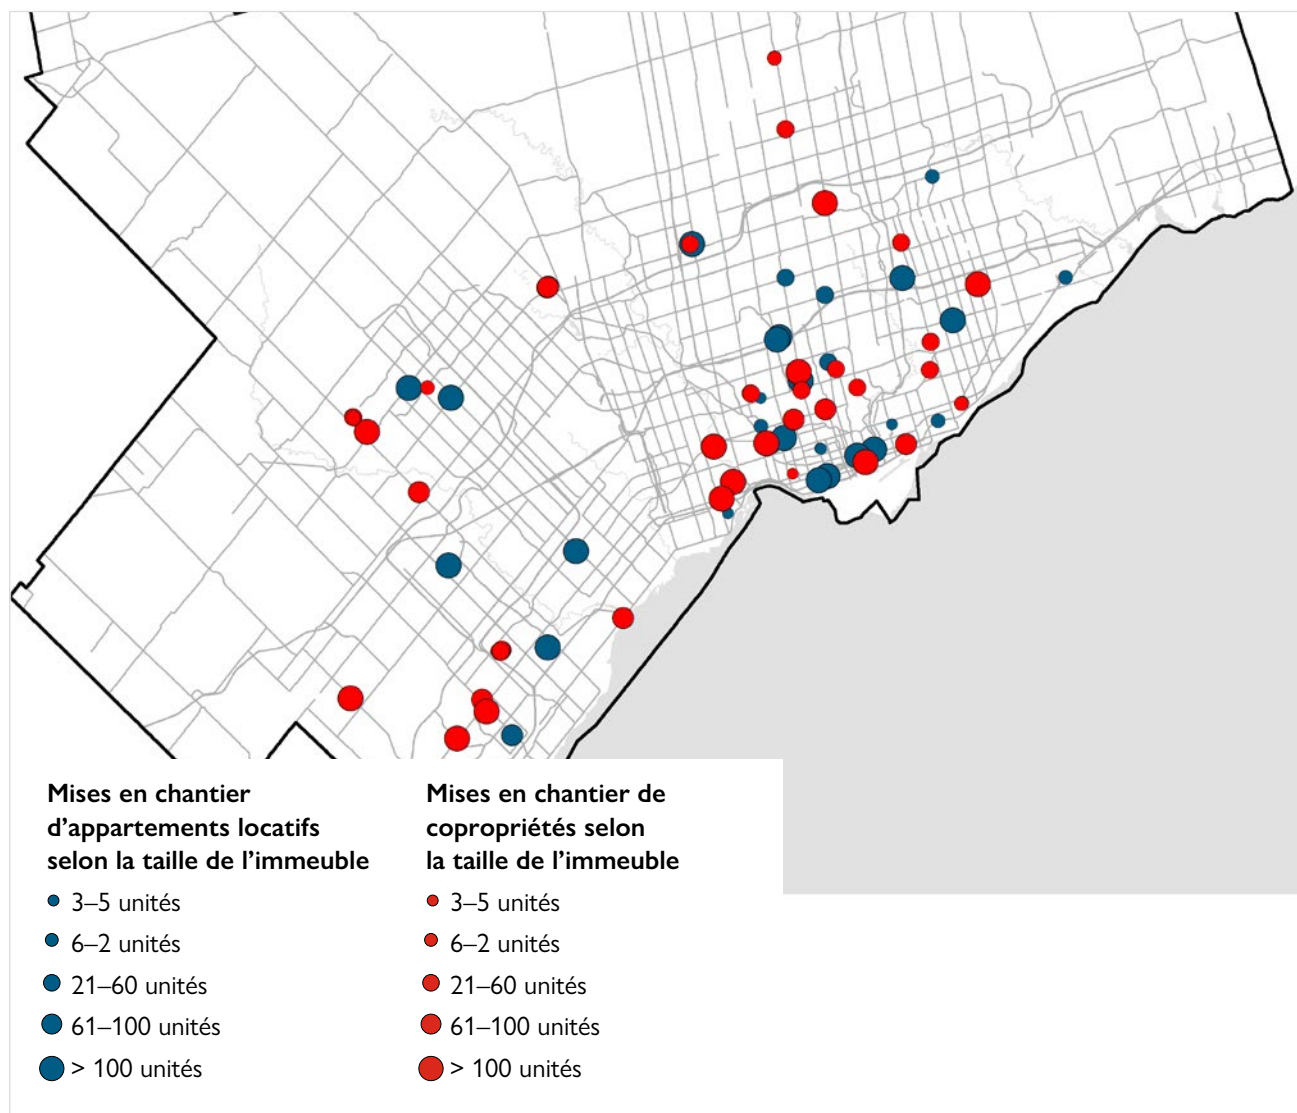 Mises en chantier
d’appartements locatifs
selon la taille de l’immeuble
3–5 unités
6–2 unités
21–60 unités
61–100 unités
> 100 unités
Mises en chantier de
copropriétés selon
la taille de l’immeuble
3–5 unités
6–2 unités
21–60 unités
61–100 unités
> 100 unités